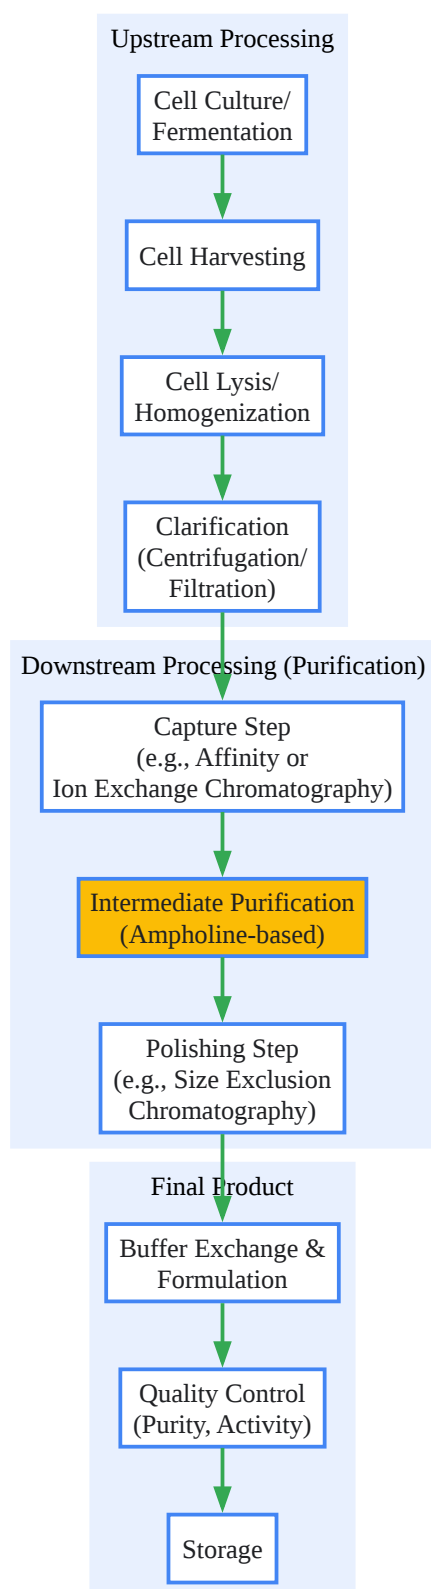 Upstream Processing
Cell Culture/
Fermentation
Cell Harvesting
Cell Lysis/
Homogenization
Clarification
(Centrifugation/
Filtration)
Downstream Processing (Purification)
Capture Step
(e.g., Affinity or
Ion Exchange Chromatography)
Intermediate Purification
(Ampholine-based)
Polishing Step
(e.g., Size Exclusion
Chromatography)
Final Product
Buffer Exchange &
Formulation
Quality Control
(Purity, Activity)
Storage